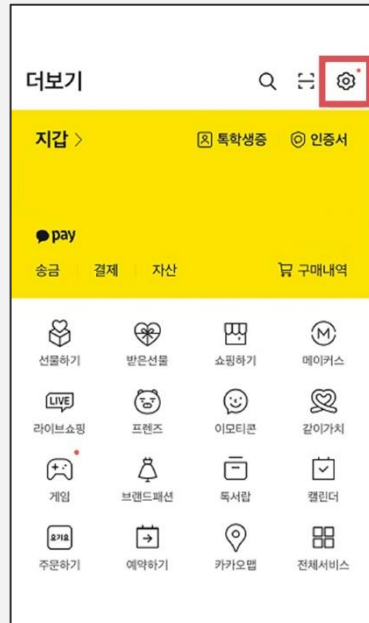 더보기
지갑 >
톡학생증
인증서
pay
송금 결제 자산
구매내역
선물하기 받은선물 쇼핑하기 메이커스
LIVE
라이브쇼핑 프렌즈 이모티콘 같이가치
게임 브랜드패션 독서랍 캘린더
요기요
주문하기 예약하기 카카오맵 전체서비스